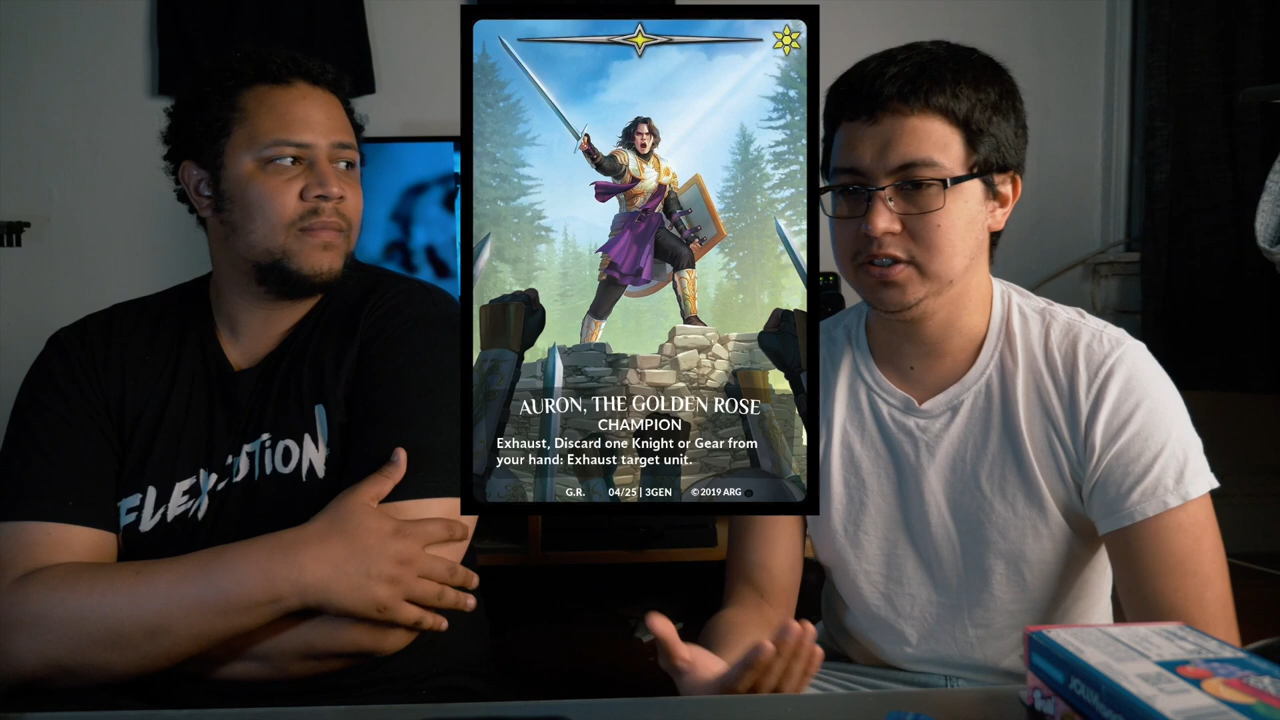 AURON, THE GOLDEN ROSE
CHAMPION
Exhaust, Discard one Knight or Gear from
your hand: Exhaust target unit.
G.R. 04/25 | 3GEN ©2019 ARG